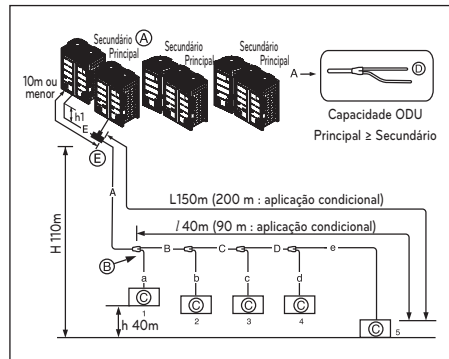 Secundário
Principal
A
Secundário
Principal
Secundário
Principal
A
D
Capacidade ODU
Principal ≥ Secundário
10m ou
menor
h1
E
E
A
H 110m
L150m (200 m : aplicação condicional)
l 40m (90 m : aplicação condicional)
B
C
D
e
B
a
b
c
d
C
1
C
2
C
3
C
4
C
5
h 40m